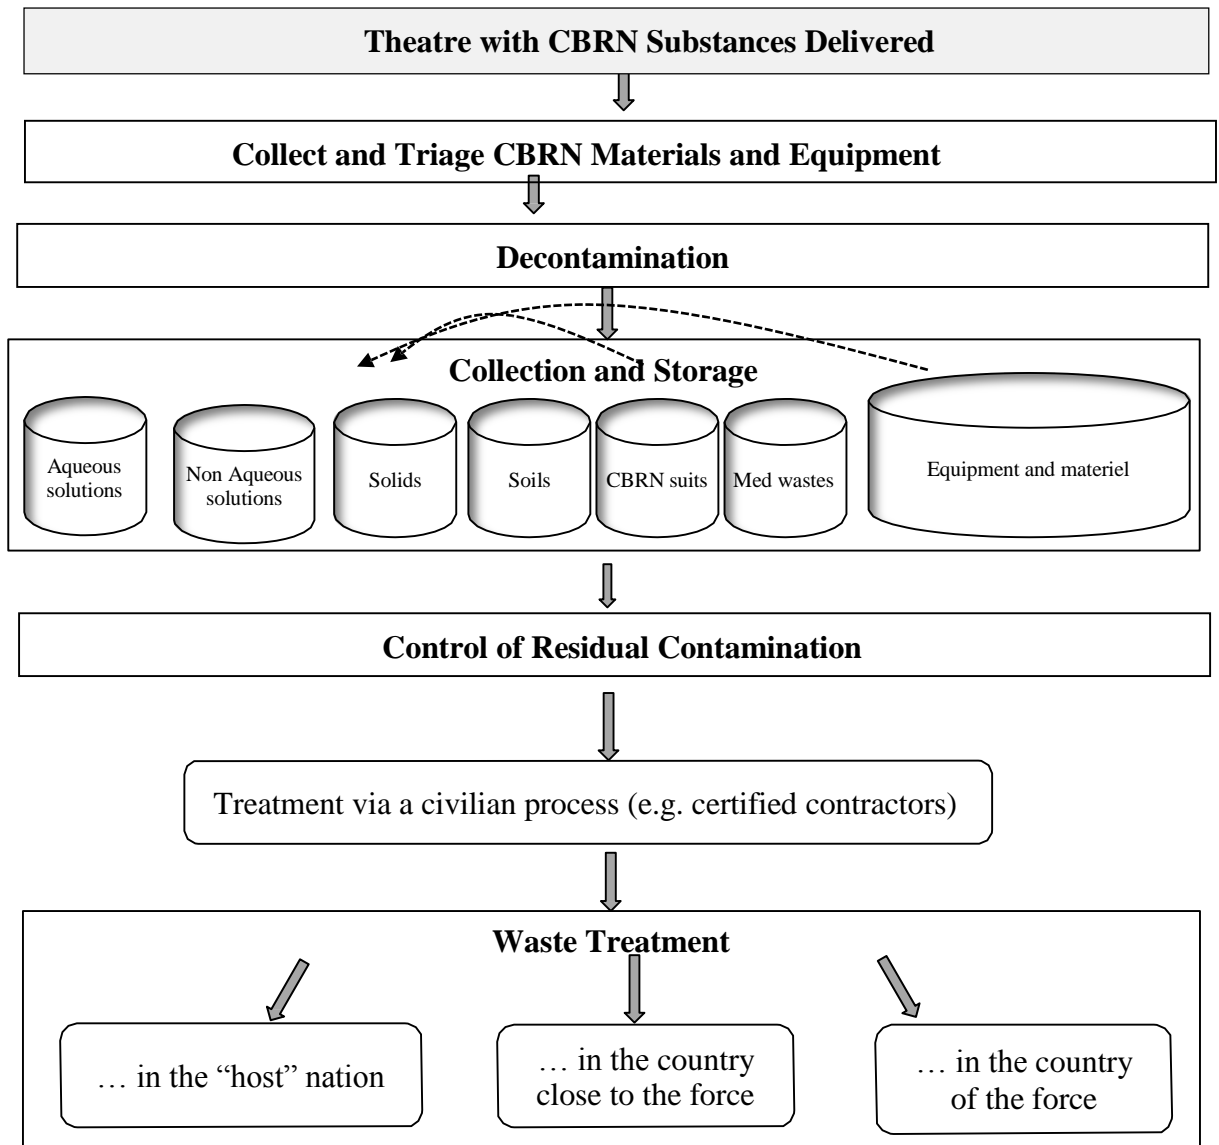 Theatre with CBRN Substances Delivered
Collect and Triage CBRN Materials and Equipment
Decontamination
Collection and Storage
Aqueous
solutions
Non Aqueous
solutions
Solids
Soils
CBRN suits
Med wastes
Equipment and materiel
Control of Residual Contamination
Treatment via a civilian process (e.g. certified contractors)
Waste Treatment
… in the “host” nation
… in the country
close to the force
… in the country
of the force